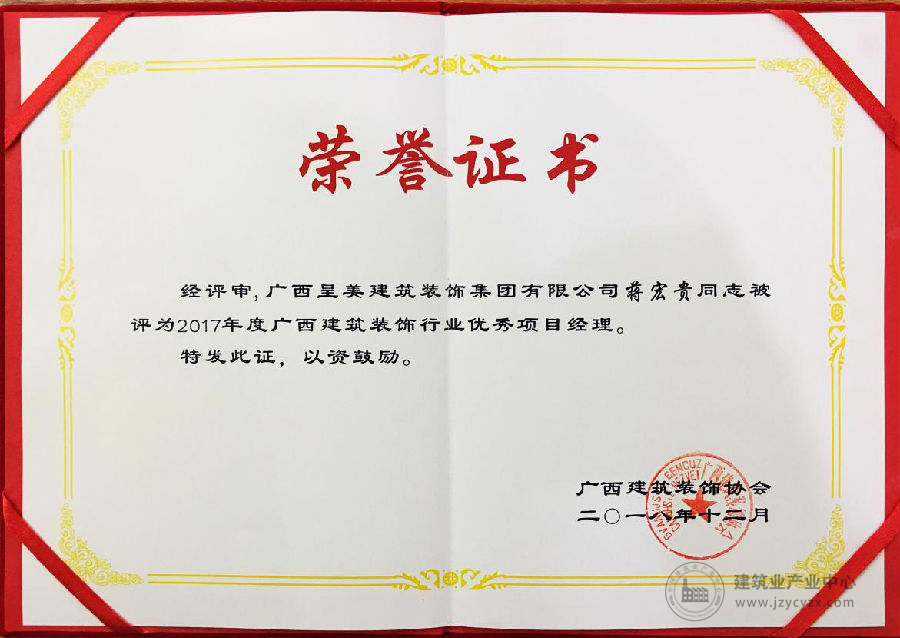 荣誉证书
经评审,广西呈美建筑装饰集团有限公司蒋宏贵同志被
评为2017年度广西建筑装饰行业优秀项目经理。
特发此证，以资鼓励。
广西建筑装饰协会
二〇一八年十二月
建筑业产业中心
www.jzycyzx.com